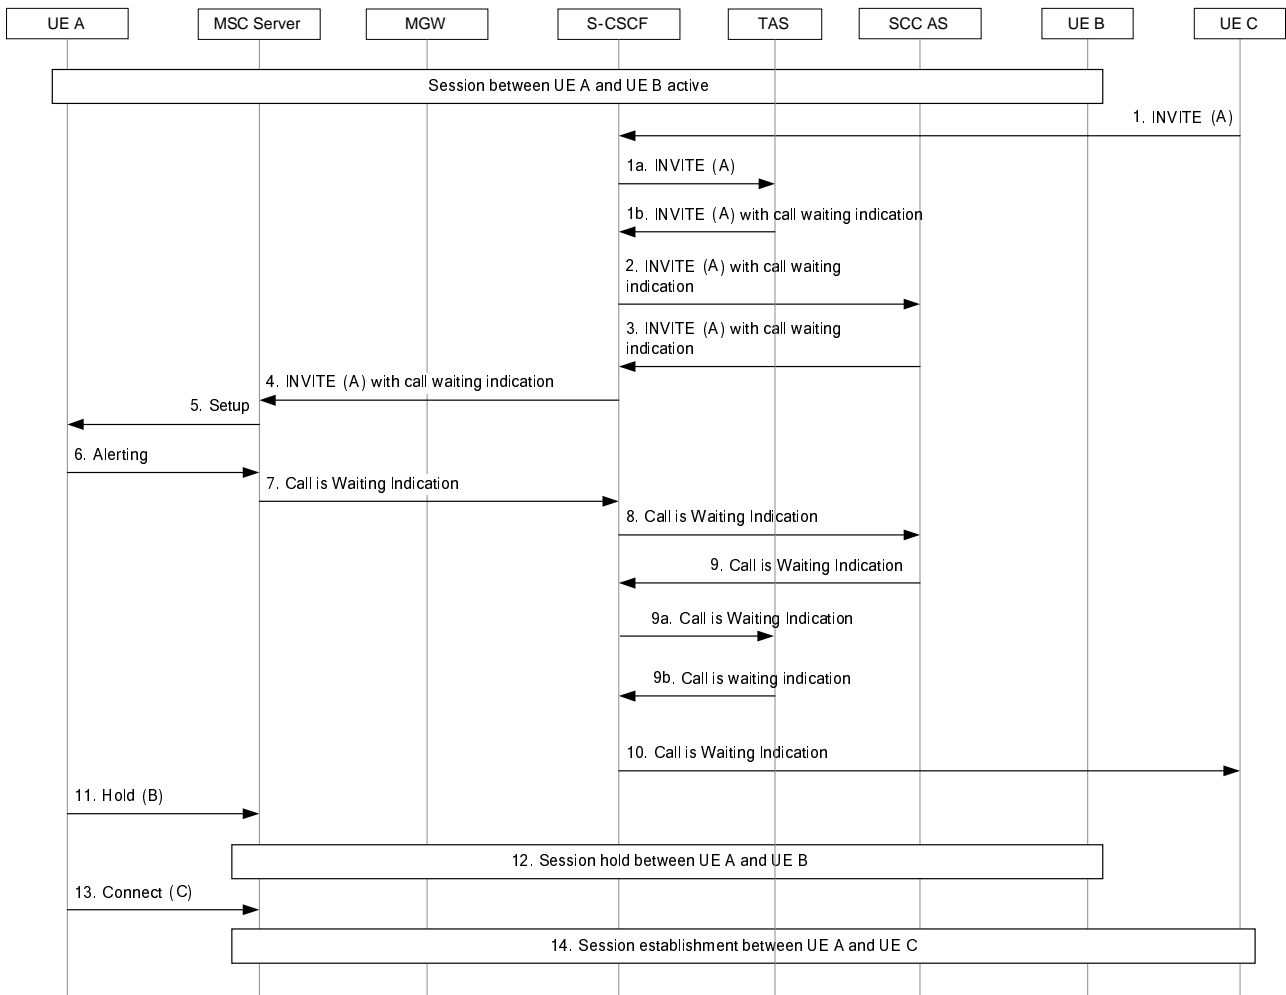 UE A
MSC Server
MGW
S-CSCF
TAS
SCC AS
UE B
UE C
Session between UE A and UE B active
1. INVITE (A)
1a. INVITE (A)
1b. INVITE (A) with call waiting indication
2. INVITE (A) with call waiting
indication
3. INVITE (A) with call waiting
indication
4. INVITE (A) with call waiting indication
5. Setup
6. Alerting
7. Call is Waiting Indication
8. Call is Waiting Indication
9. Call is Waiting Indication
9a. Call is Waiting Indication
9b. Call is waiting indication
10. Call is Waiting Indication
11. Hold (B)
12. Session hold between UE A and UE B
13. Connect (C)
14. Session establishment between UE A and UE C